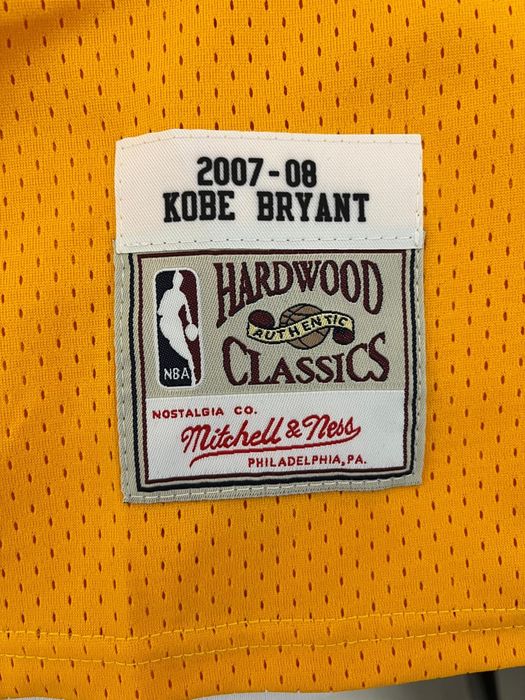 2007-08
KOBE BRYANT
HARDWOOD
AUTHENTIC
CLASSICS
NBA
NOSTALGIA CO.
Mitchell & Ness
PHILADELPHIA, PA.